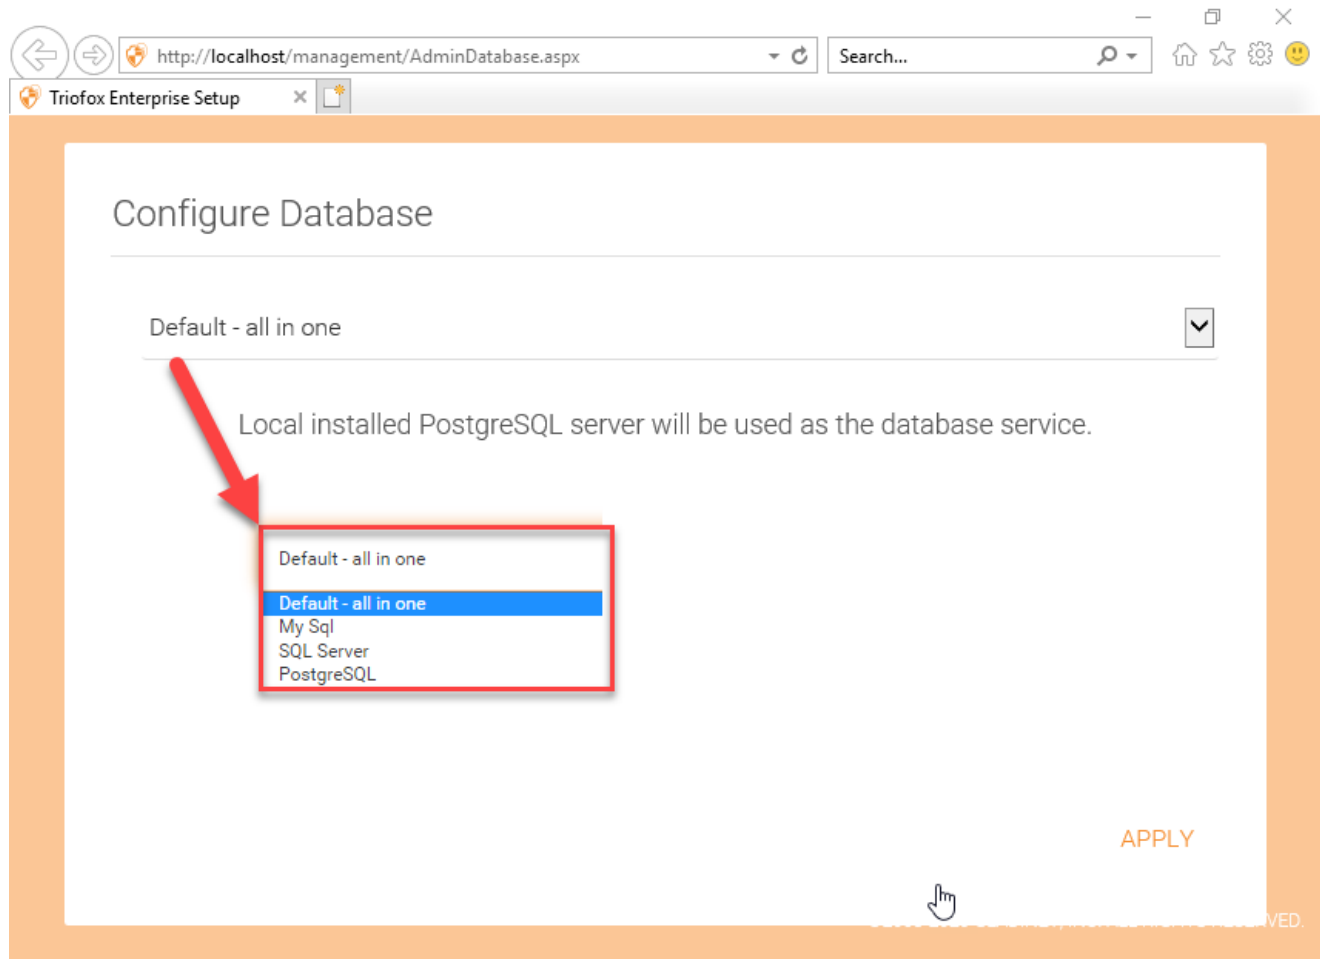 http://localhost/management/AdminDatabase.aspx
Search...
Triofox Enterprise Setup
Configure Database
Default - all in one
Local installed PostgreSQL server will be used as the database service.
Default - all in one
Default - all in one
My Sql
SQL Server
PostgreSQL
APPLY